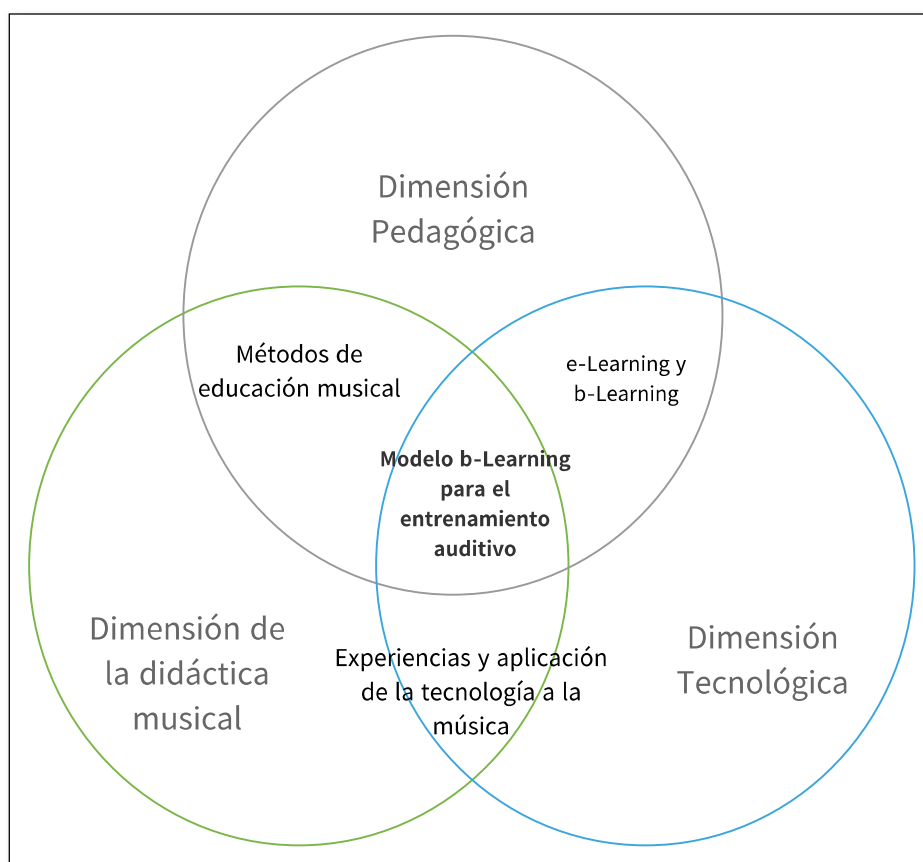 Dimensión
Pedagógica
Métodos de
educación musical
e-Learning y
b-Learning
Modelo b-Learning
para el
entrenamiento
auditivo
Dimensión de
la didáctica
musical
Experiencias y aplicación
de la tecnología a la
música
Dimensión
Tecnológica